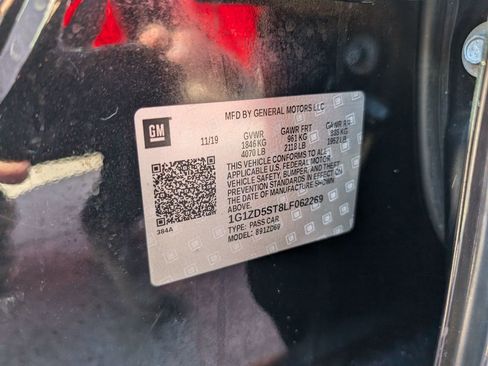 MFD BY GENERAL MOTORS LLC
GM
11/19
GVWR GAWR FRT GAWR RR
1846 KG 961 KG 885 KG
4070 LB 2118 LB 1952 LB
THIS VEHICLE CONFORMS TO ALL
APPLICABLE U.S. FEDERAL MOTOR
VEHICLE SAFETY, BUMPER, AND THEFT
PREVENTION STANDARDS IN EFFECT ON
THE DATE OF MANUFACTURE SHOWN
ABOVE.
384A
1G1ZD5ST8LF062269
TYPE: PASS CAR
MODEL: 891ZD69